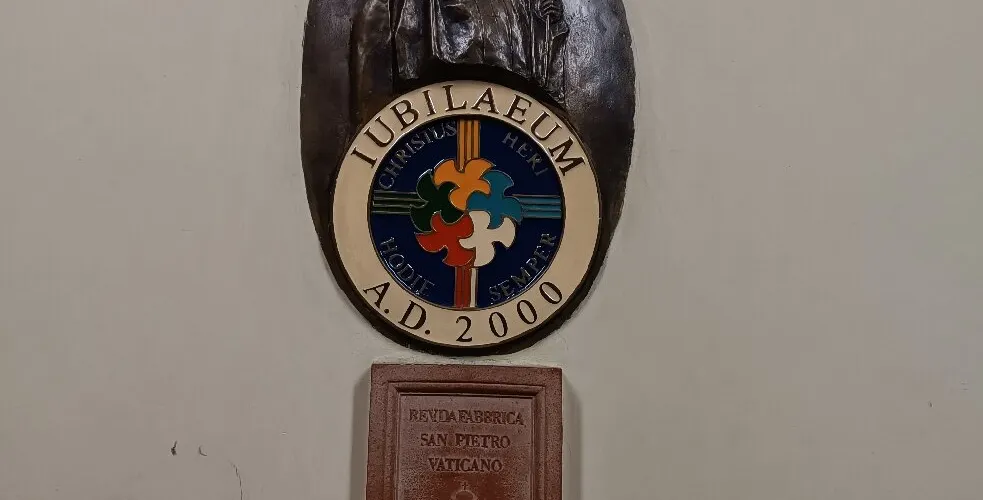 IUBILAEUM
CHRISTUS HERI
HODIE SEMPER
A.D. 2000
REV.DA FABBRICA
SAN PIETRO
VATICANO